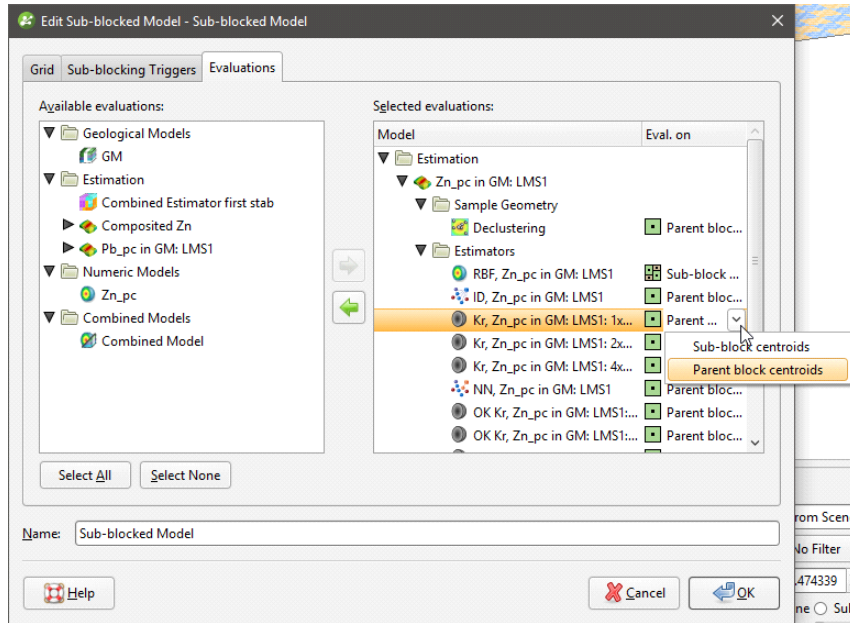 Edit Sub-blocked Model - Sub-blocked Model
Grid
Sub-blocking Triggers
Evaluations
Available evaluations:
Geological Models
GM
Estimation
Combined Estimator first stab
Composited Zn
Pb_pc in GM: LMS1
Numeric Models
Zn_pc
Combined Models
Combined Model
Select All
Select None
Selected evaluations:
Model Eval. on
Estimation
Zn_pc in GM: LMS1
Sample Geometry
Declustering Parent bloc...
Estimators
RBF, Zn_pc in GM: LMS1 Sub-block ...
ID, Zn_pc in GM: LMS1 Parent bloc...
Kr, Zn_pc in GM: LMS1: 1x... Parent ...
Kr, Zn_pc in GM: LMS1: 2x...
Kr, Zn_pc in GM: LMS1: 4x...
NN, Zn_pc in GM: LMS1 Parent bloc...
OK Kr, Zn_pc in GM: LMS1:... Parent bloc...
OK Kr, Zn_pc in GM: LMS1:... Parent bloc...
Sub-block centroids
Parent block centroids
Name: Sub-blocked Model
Help
Cancel
OK
rom Scen
No Filter
.474339
ne
Sul